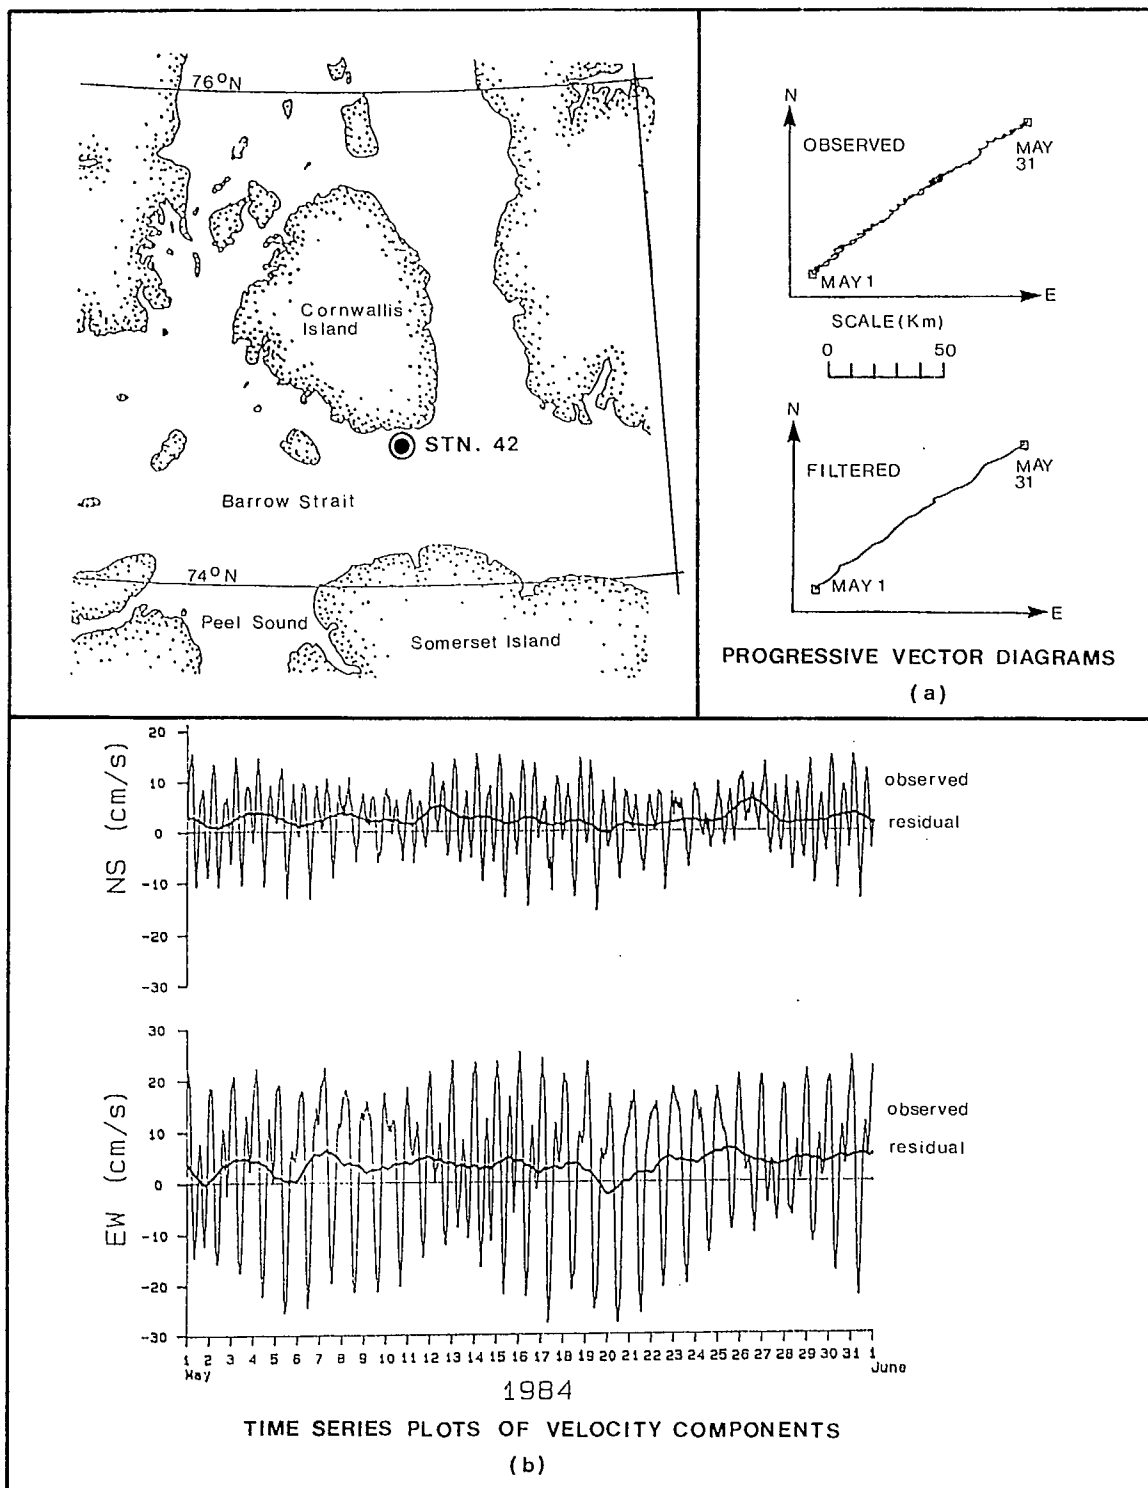 76°N
Cornwallis
Island
STN. 42
Barrow Strait
74°N
Peel Sound
Somerset Island
N
OBSERVED
MAY
31
MAY 1
E
SCALE (Km)
0 50
N
FILTERED
MAY
31
MAY 1
E
PROGRESSIVE VECTOR DIAGRAMS
(a)
NS (cm/s)
20
10
0
-10
-20
-30
observed
residual
EW (cm/s)
30
20
10
0
-10
-20
-30
observed
residual
1 2 3 4 5 6 7 8 9 10 11 12 13 14 15 16 17 18 19 20 21 22 23 24 25 26 27 28 29 30 31 1
May June
1984
TIME SERIES PLOTS OF VELOCITY COMPONENTS
(b)